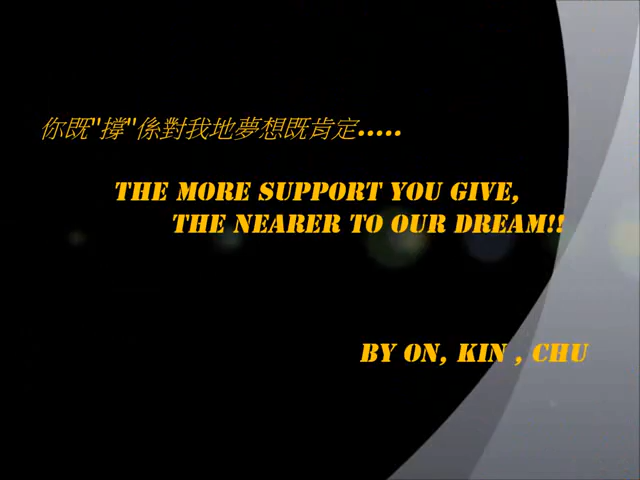 你既"撐"係對我地夢想既肯定.....
THE MORE SUPPORT YOU GIVE,
THE NEARER TO OUR DREAM!!
BY ON, KIN , CHU